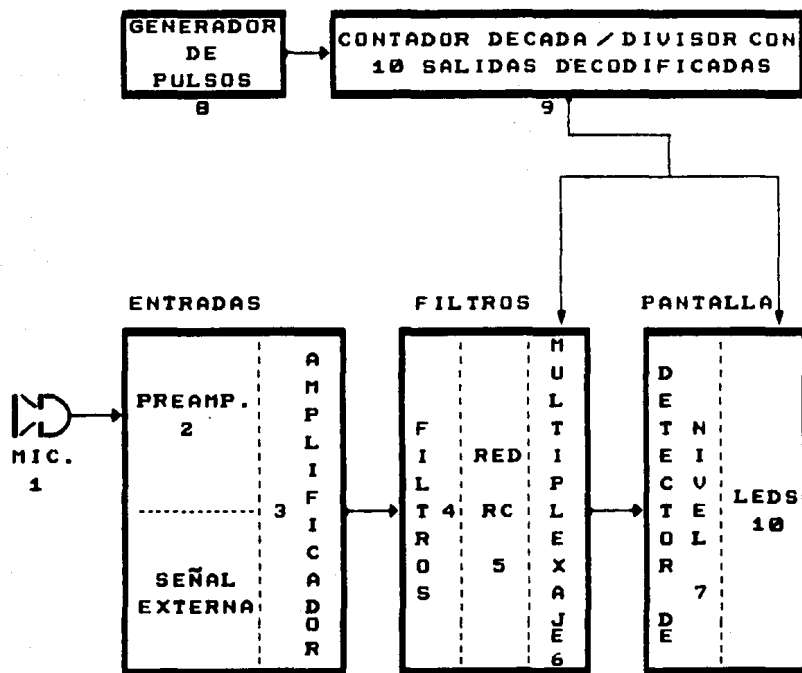 GENERADOR
DE
PULSOS
8
CONTADOR DECADA / DIVISOR CON
10 SALIDAS DECODIFICADAS
9
ENTRADAS
FILTROS
PANTALLA
MIC.
1
PREAMP.
2
SEÑAL
EXTERNA
3
AMPLIFICADOR
FILTROS
4
RED
RC
5
MULTIPLEXAJE
6
DETECTOR DE
NIVEL
7
LEDS
10